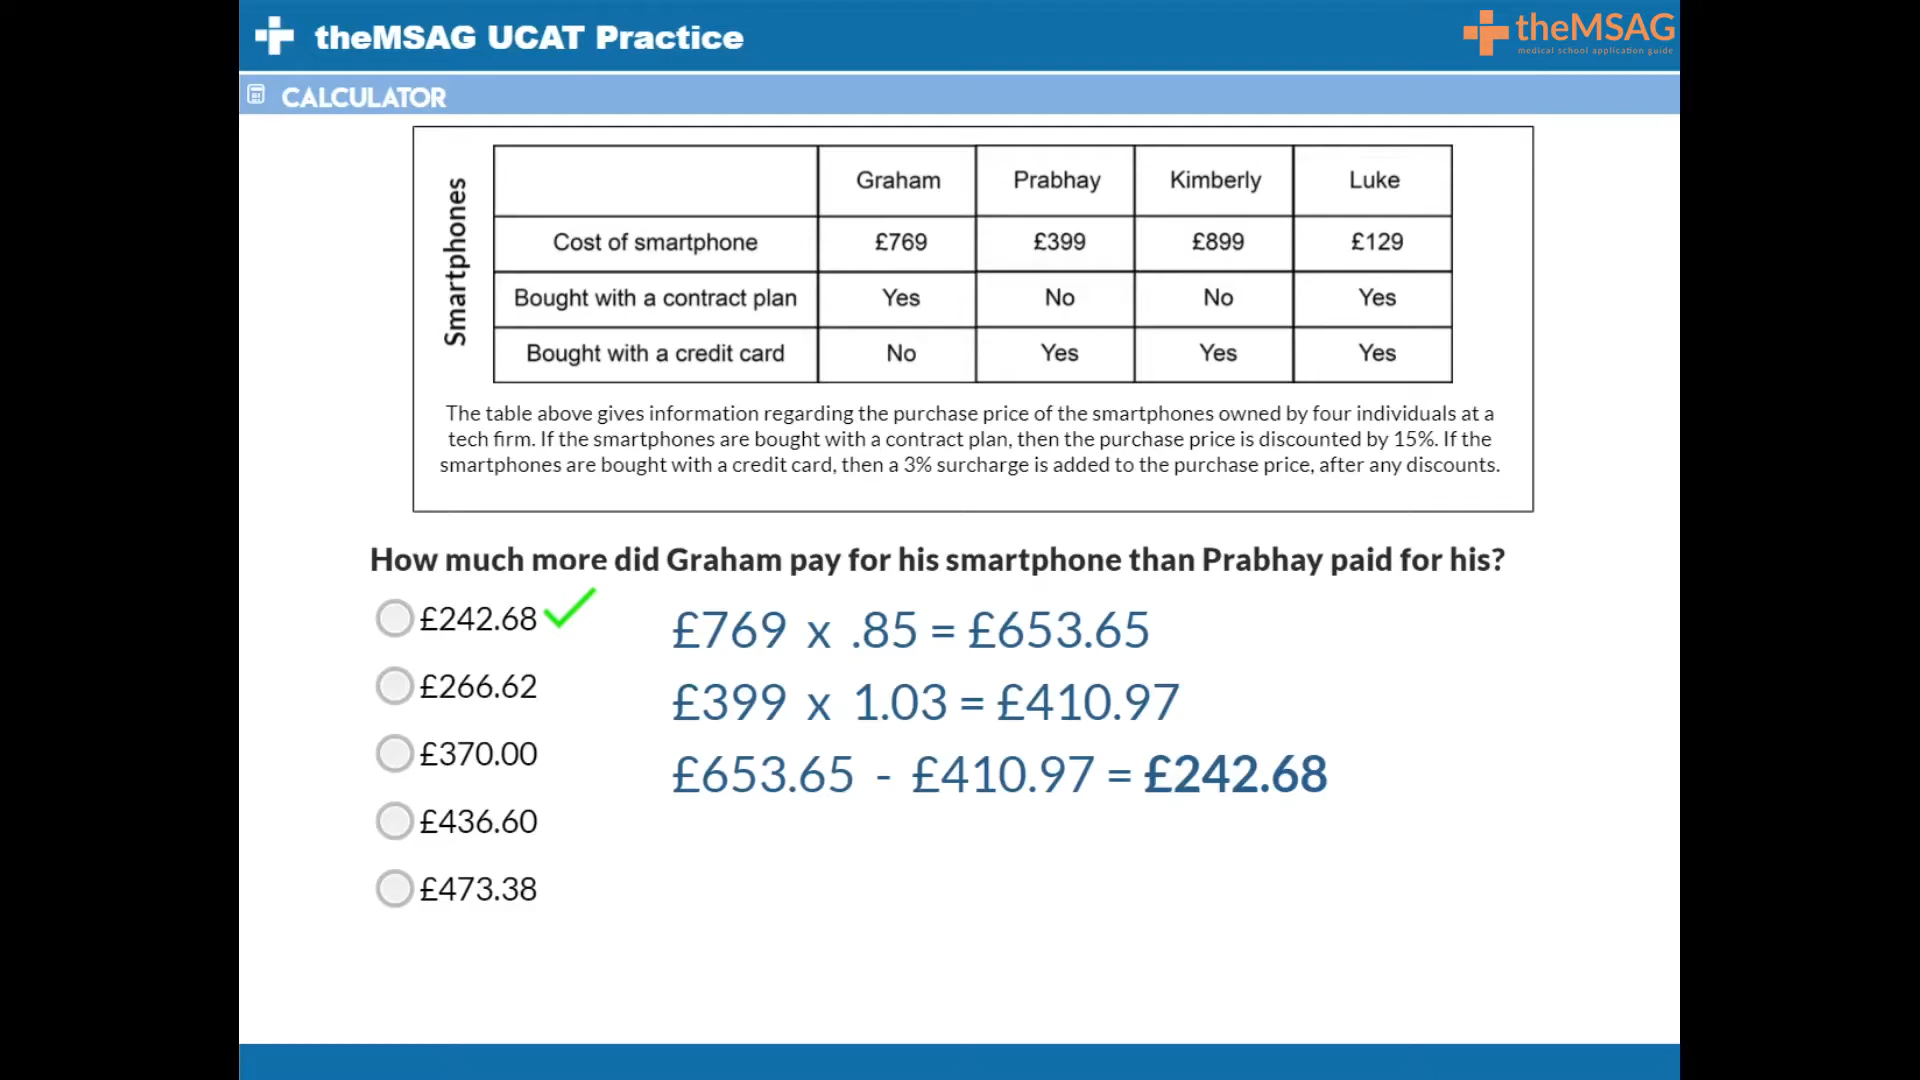 theMSAG UCAT Practice
theMSAG
medical school application guide
CALCULATOR
Smartphones
Graham Prabhay Kimberly Luke
Cost of smartphone £769 £399 £899 £129
Bought with a contract plan Yes No No Yes
Bought with a credit card No Yes Yes Yes
The table above gives information regarding the purchase price of the smartphones owned by four individuals at a
tech firm. If the smartphones are bought with a contract plan, then the purchase price is discounted by 15%. If the
smartphones are bought with a credit card, then a 3% surcharge is added to the purchase price, after any discounts.
How much more did Graham pay for his smartphone than Prabhay paid for his?
£242.68
£266.62
£370.00
£436.60
£473.38
£769 x .85 = £653.65
£399 x 1.03 = £410.97
£653.65 - £410.97 = £242.68